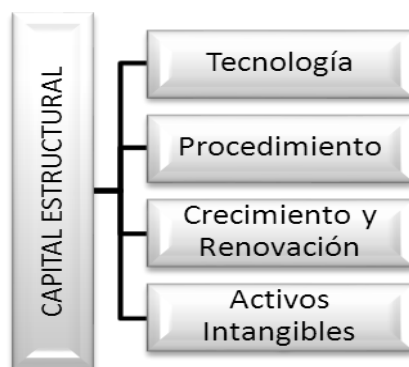 CAPITAL ESTRUCTURAL
Tecnología
Procedimiento
Crecimiento y
Renovación
Activos
Intangibles